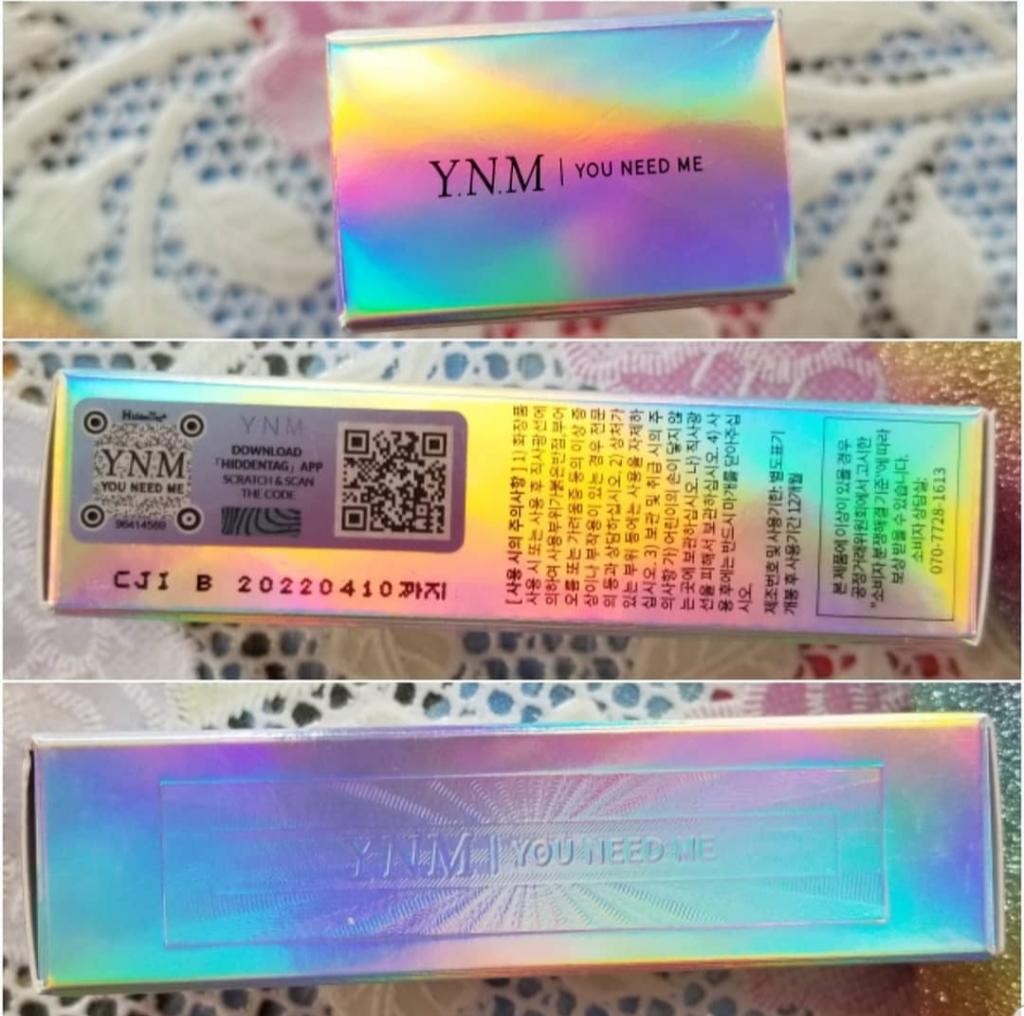 Y.N.M | YOU NEED ME
HiddenTag
YNM
YOU NEED ME
96414569
YNM
DOWNLOAD
「HIDDENTAG」 APP
SCRATCH & SCAN
THE CODE
CJI B 20220410까지
[사용 시의 주의사항] 1) 화장품
사용 시 또는 사용 후 직사광선에
의하여 사용부위가 붉은 반점, 부어
오름 또는 가려움증 등의 이상 증
상이나 부작용이 있는 경우 전문
의 등과 상담하십시오. 2) 상처가
있는 부위 등에는 사용을 자제하
십시오. 3) 보관 및 취급 시의 주
의사항 가) 어린이의 손이 닿지 않
는 곳에 보관하십시오. 나) 직사광
선을 피해서 보관하십시오. 4) 사
용 후에는 반드시 마개를 닫아주십
시오.
제조번호 및 사용기한: 별도표기
개봉 후 사용기간 12개월
본 제품에 이상이 있을 경우
공정거래위원회에서 고시한
"소비자 분쟁해결 기준"에 따라
보상받을 수 있습니다.
소비자 상담실:
070-7728-1613
Y.N.M | YOU NEED ME